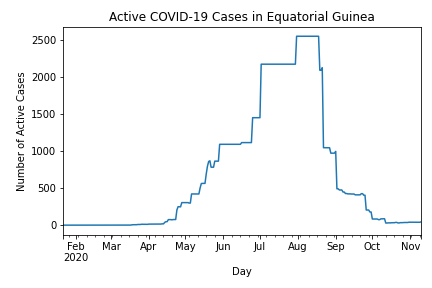 Active COVID-19 Cases in Equatorial Guinea
2500
2000
1500
1000
500
0
Number of Active Cases
Feb Mar Apr May Jun Jul Aug Sep Oct Nov
2020
Day